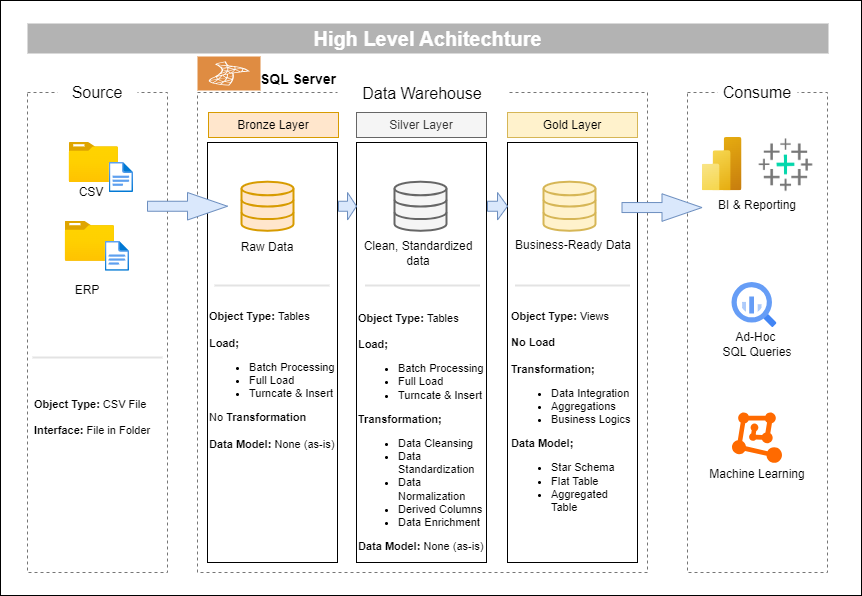 High Level Achitechture
Source
CSV
ERP
Object Type: CSV File
Interface: File in Folder
SQL Server
Data Warehouse
Bronze Layer
Raw Data
Object Type: Tables
Load;
• Batch Processing
• Full Load
• Turncate & Insert
No Transformation
Data Model: None (as-is)
Silver Layer
Clean, Standardized
data
Object Type: Tables
Load;
• Batch Processing
• Full Load
• Turncate & Insert
Transformation;
• Data Cleansing
• Data
Standardization
• Data
Normalization
• Derived Columns
• Data Enrichment
Data Model: None (as-is)
Gold Layer
Business-Ready Data
Object Type: Views
No Load
Transformation;
• Data Integration
• Aggregations
• Business Logics
Data Model;
• Star Schema
• Flat Table
• Aggregated
Table
Consume
BI & Reporting
Ad-Hoc
SQL Queries
Machine Learning